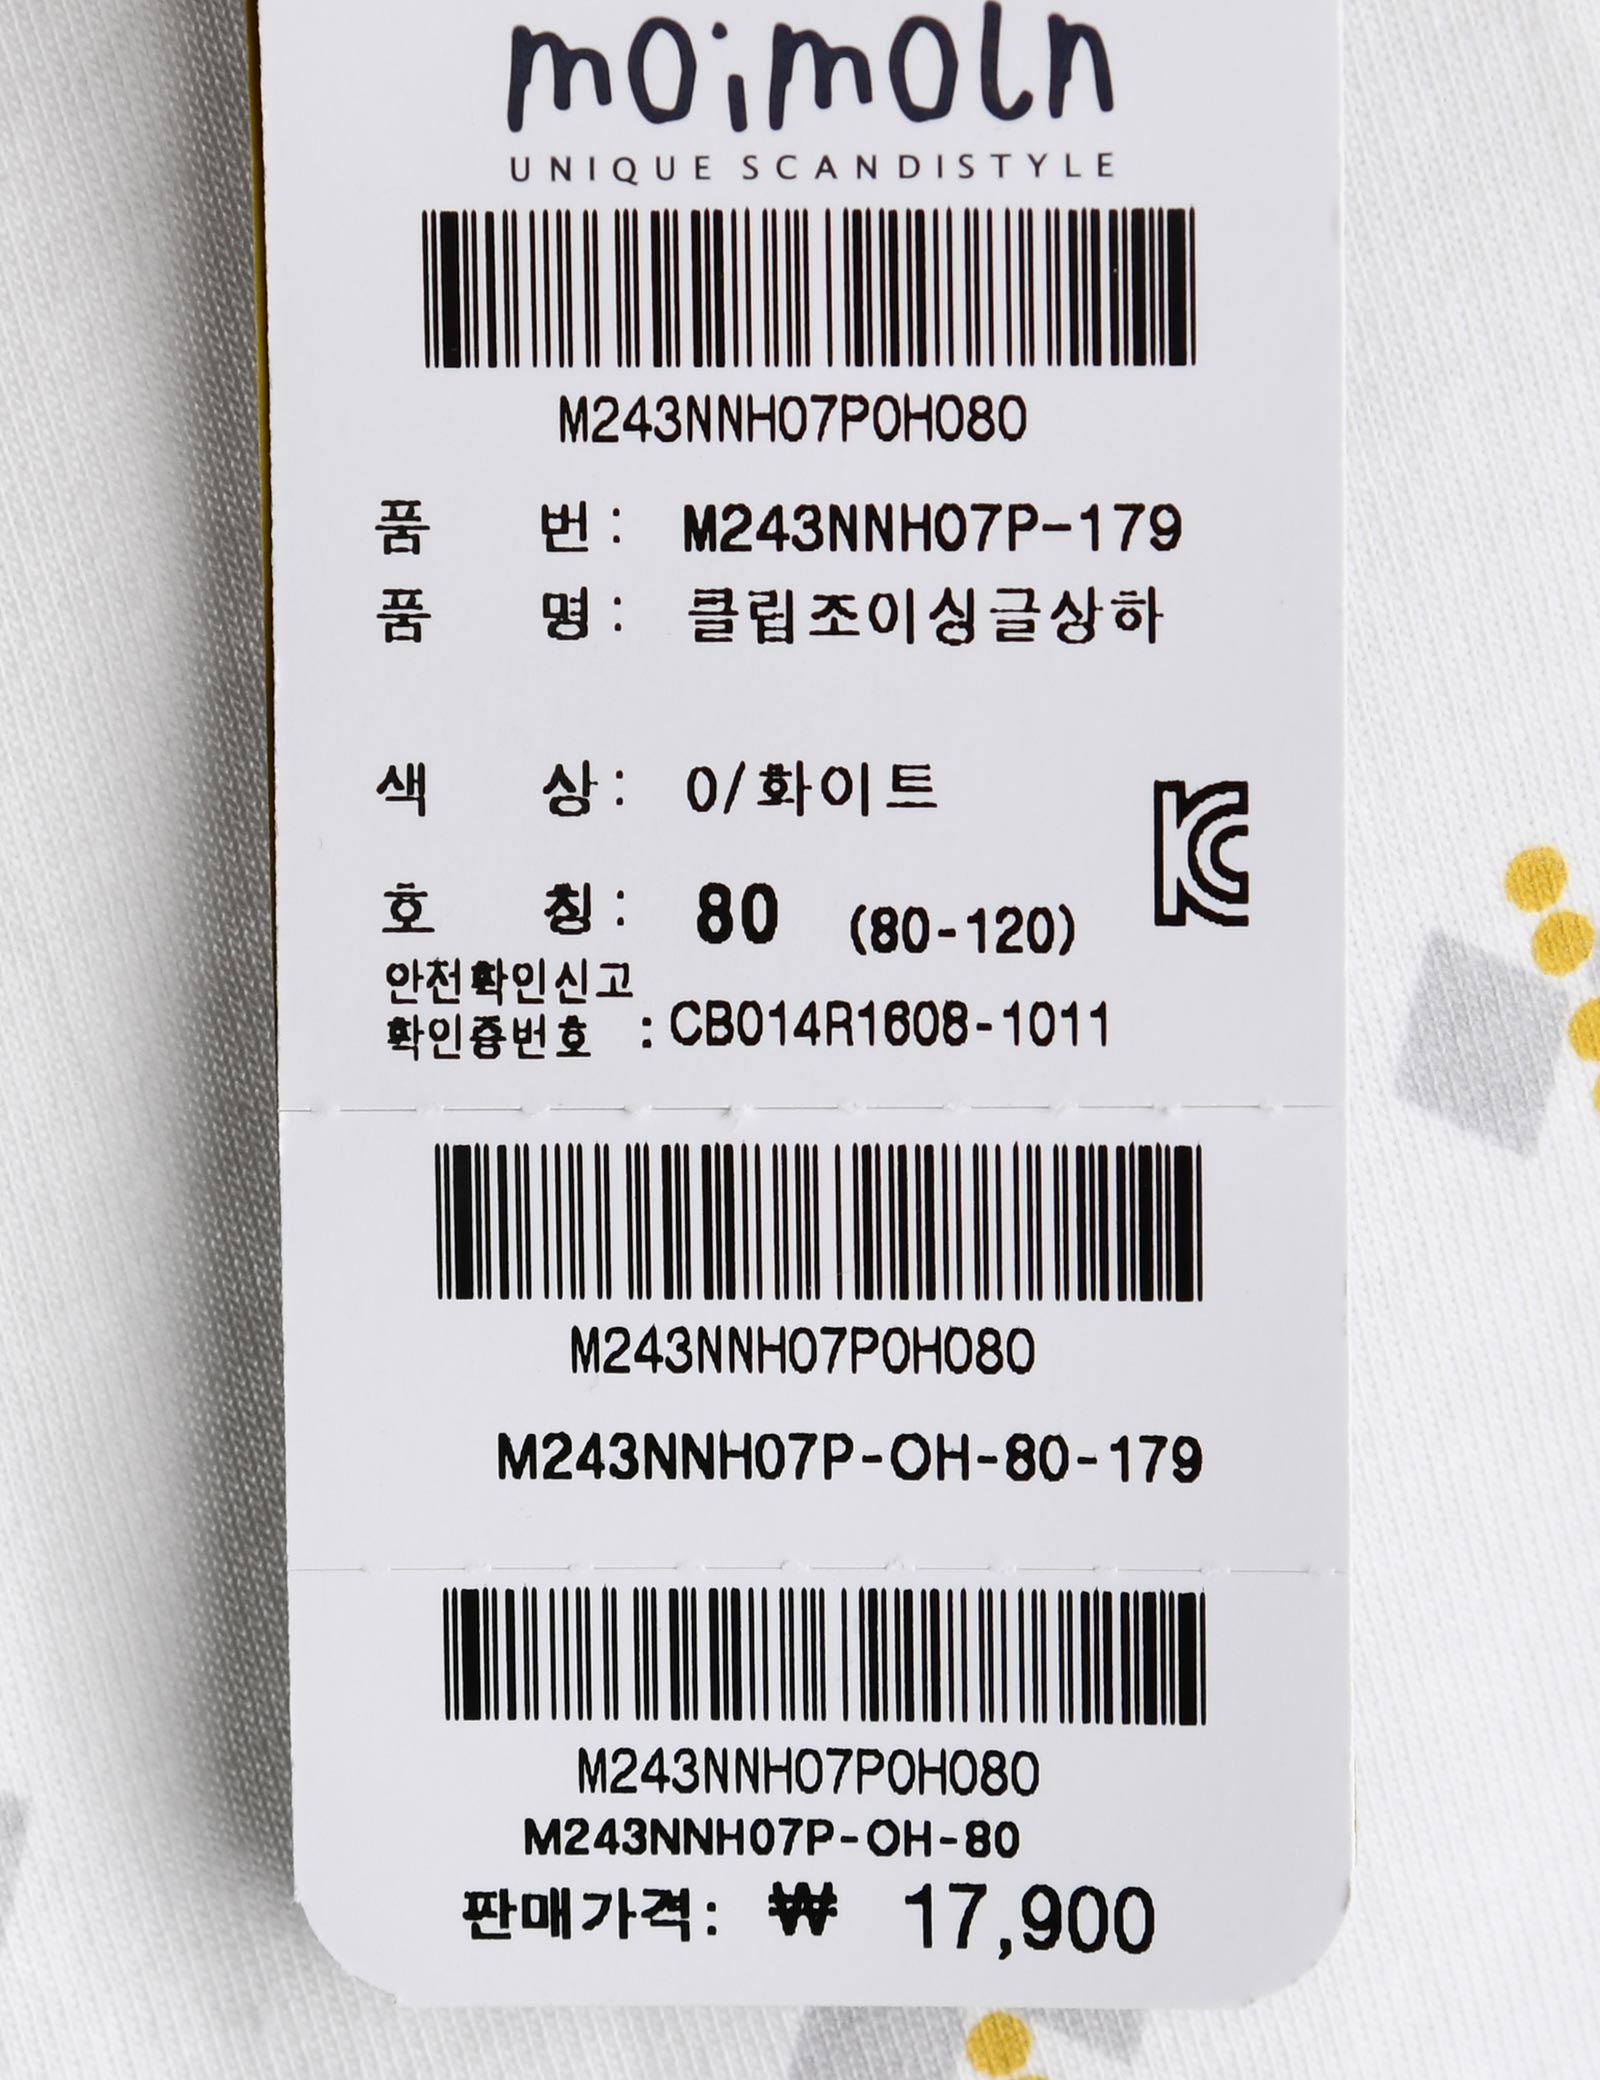 moimoln
UNIQUE SCANDISTYLE
M243NNH07P0H080
품 번 : M243NNH07P-179
품 명 : 클립조이싱글상하
색 상 : 0/화이트
호 칭 : 80 (80-120)
안전확인신고
확인증번호 : CB014R1608-1011
M243NNH07P0H080
M243NNH07P-OH-80-179
M243NNH07P0H080
M243NNH07P-OH-80
판매가격: ₩ 17,900